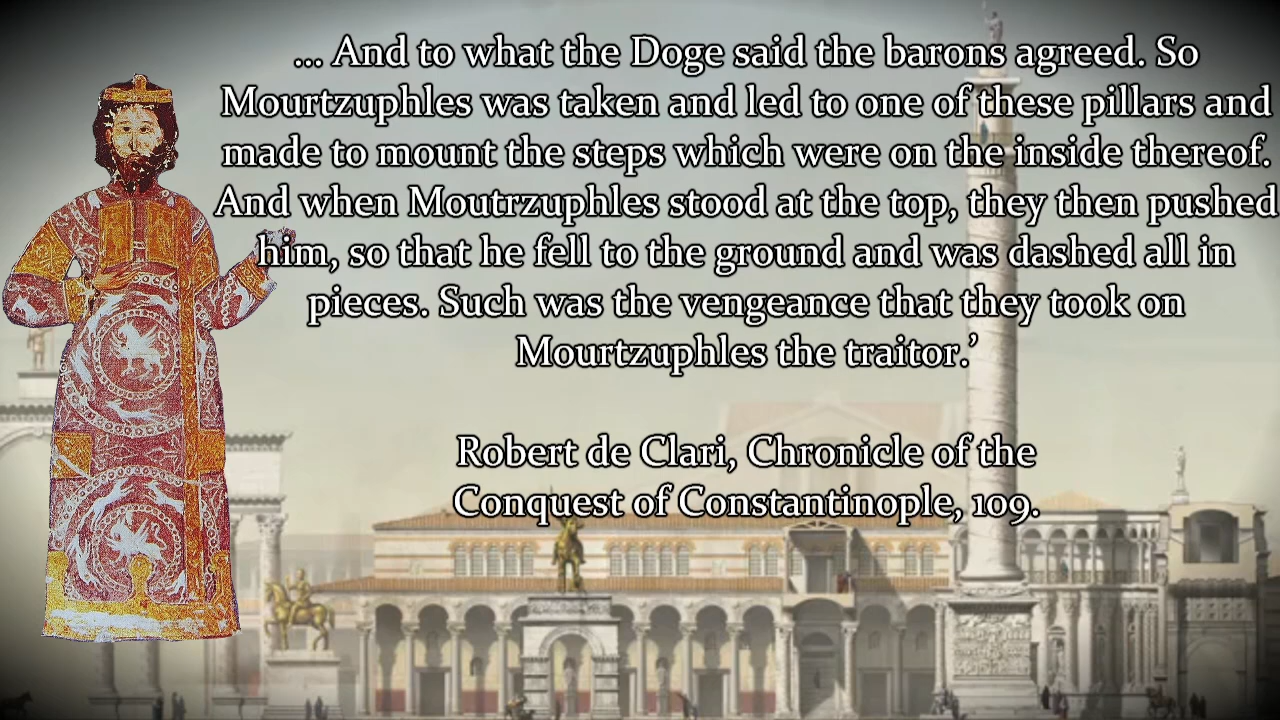 ... And to what the Doge said the barons agreed. So
Mourtzuphles was taken and led to one of these pillars and
made to mount the steps which were on the inside thereof.
And when Moutrzuphles stood at the top, they then pushed
him, so that he fell to the ground and was dashed all in
pieces. Such was the vengeance that they took on
Mourtzuphles the traitor.’
Robert de Clari, Chronicle of the
Conquest of Constantinople, 109.